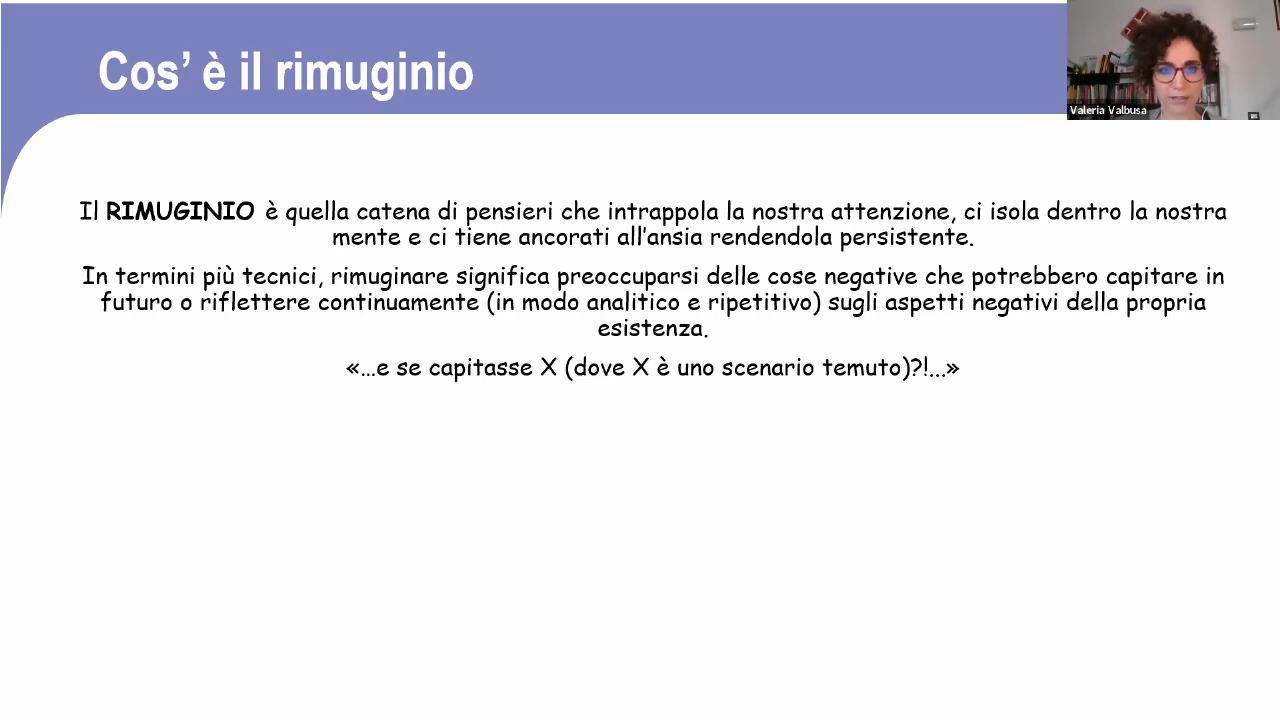 Cos’ è il rimuginio
Valeria Valbusa
Il RIMUGINIO è quella catena di pensieri che intrappola la nostra attenzione, ci isola dentro la nostra
mente e ci tiene ancorati all’ansia rendendola persistente.
In termini più tecnici, rimuginare significa preoccuparsi delle cose negative che potrebbero capitare in
futuro o riflettere continuamente (in modo analitico e ripetitivo) sugli aspetti negativi della propria
esistenza.
«…e se capitasse X (dove X è uno scenario temuto)?!...»